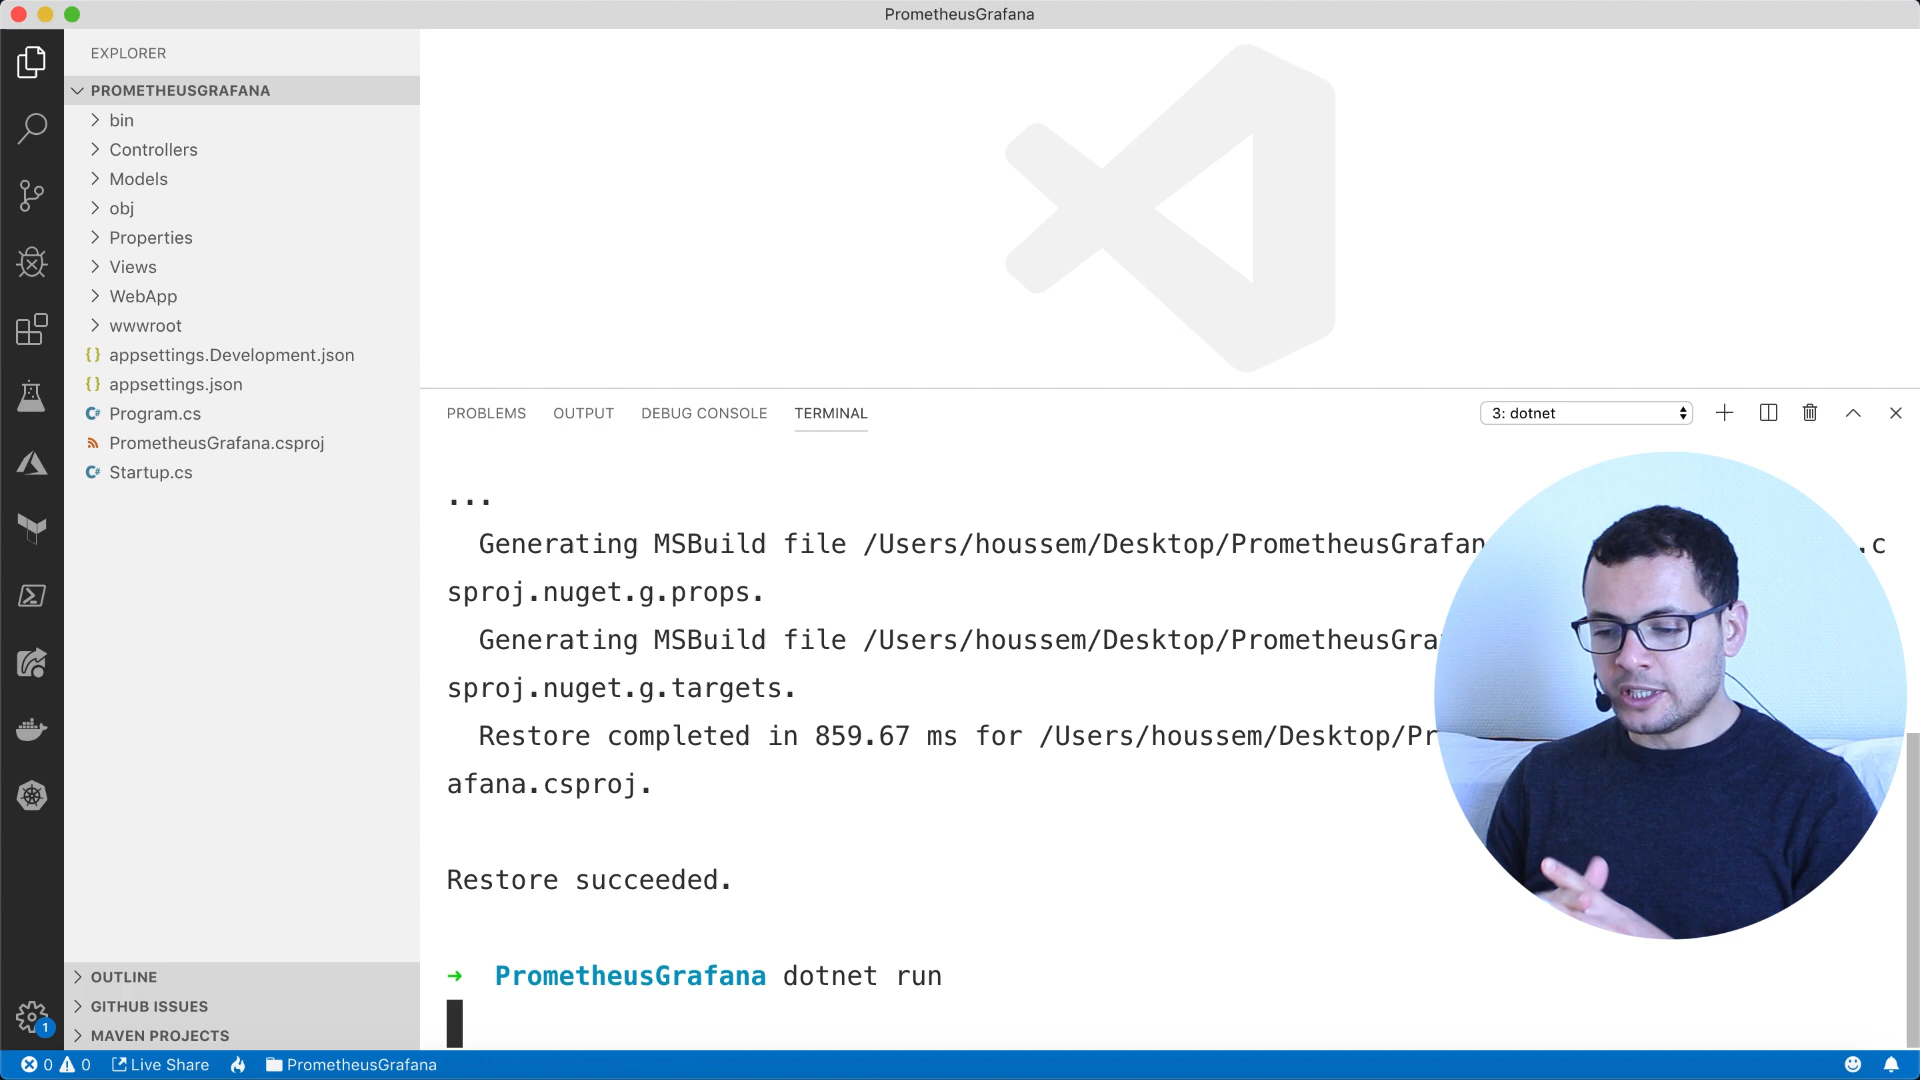 PrometheusGrafana
EXPLORER
PROMETHEUSGRAFANA
bin
Controllers
Models
obj
Properties
Views
WebApp
wwwroot
{} appsettings.Development.json
{} appsettings.json
C# Program.cs
PrometheusGrafana.csproj
C# Startup.cs
OUTLINE
GITHUB ISSUES
MAVEN PROJECTS
PROBLEMS OUTPUT DEBUG CONSOLE TERMINAL
3: dotnet
...
Generating MSBuild file /Users/houssem/Desktop/PrometheusGrafan .c
sproj.nuget.g.props.
Generating MSBuild file /Users/houssem/Desktop/PrometheusGra
sproj.nuget.g.targets.
Restore completed in 859.67 ms for /Users/houssem/Desktop/Pr
afana.csproj.
Restore succeeded.
→ PrometheusGrafana dotnet run
1
0 0 Live Share PrometheusGrafana